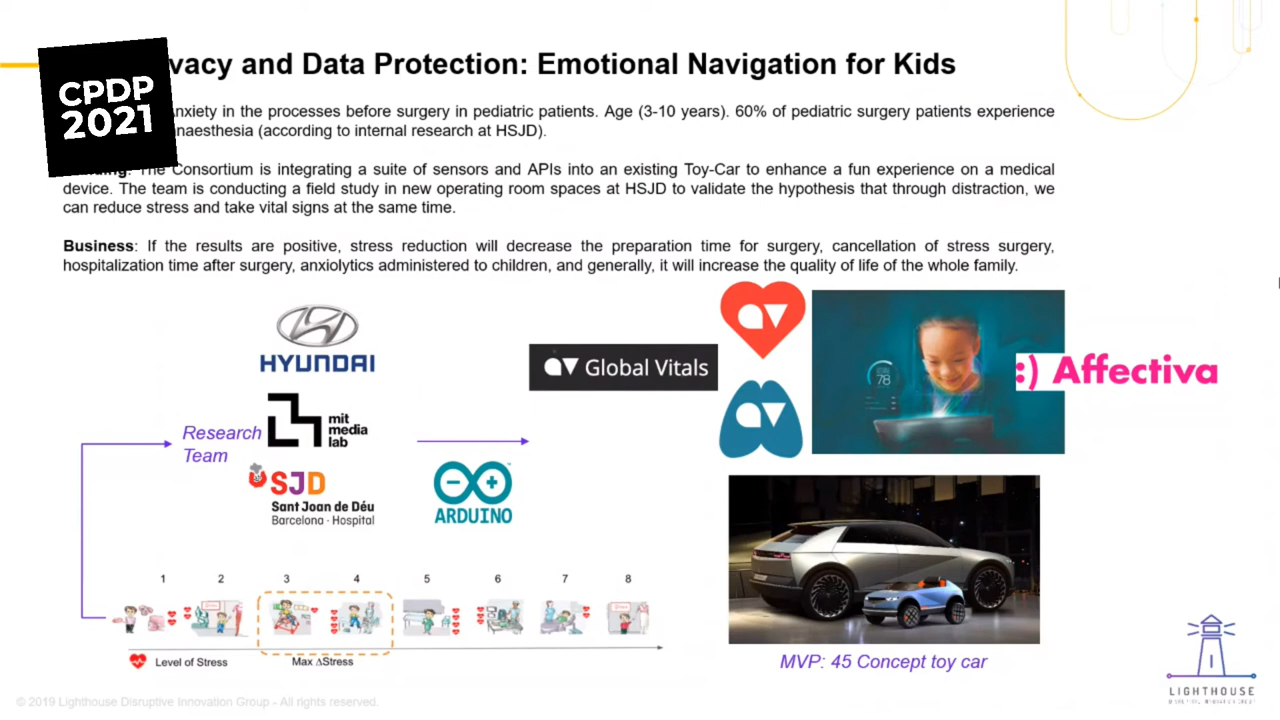 CPDP
2021
vacy and Data Protection: Emotional Navigation for Kids
nxiety in the processes before surgery in pediatric patients. Age (3-10 years). 60% of pediatric surgery patients experience
naesthesia (according to internal research at HSJD).
The Consortium is integrating a suite of sensors and APIs into an existing Toy-Car to enhance a fun experience on a medical
device. The team is conducting a field study in new operating room spaces at HSJD to validate the hypothesis that through distraction, we
can reduce stress and take vital signs at the same time.
Business: If the results are positive, stress reduction will decrease the preparation time for surgery, cancellation of stress surgery,
hospitalization time after surgery, anxiolytics administered to children, and generally, it will increase the quality of life of the whole family.
HYUNDAI
Global Vitals
78
:) Affectiva
Research
Team
mit
media
lab
SJD
Sant Joan de Déu
Barcelona · Hospital
ARDUINO
1 2 3 4 5 6 7 8
Level of Stress
Max ΔStress
MVP: 45 Concept toy car
LIGHTHOUSE
© 2019 Lighthouse Disruptive Innovation Group - All rights reserved.